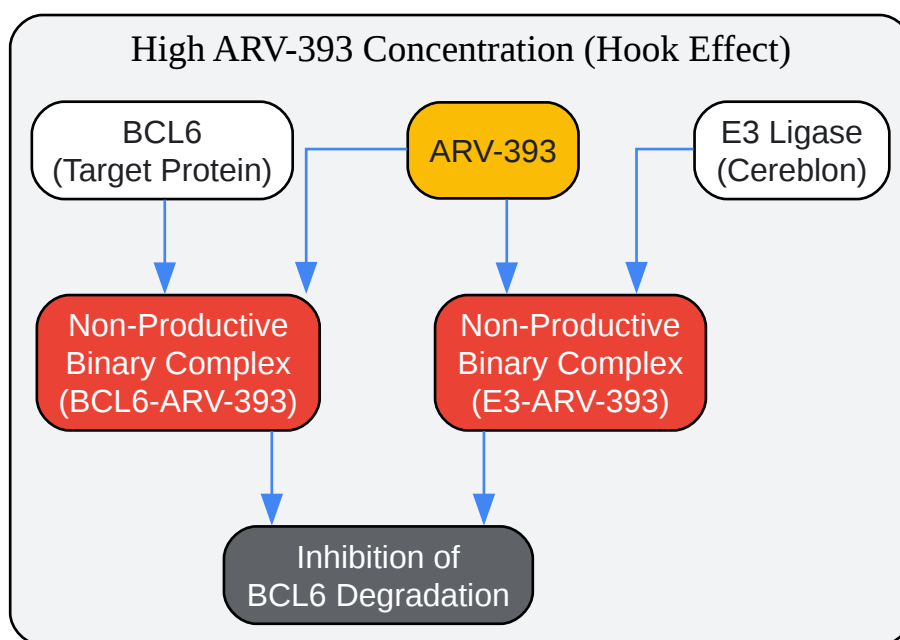 High ARV-393 Concentration (Hook Effect)
BCL6
(Target Protein)
ARV-393
E3 Ligase
(Cereblon)
Non-Productive
Binary Complex
(BCL6-ARV-393)
Non-Productive
Binary Complex
(E3-ARV-393)
Inhibition of
BCL6 Degradation